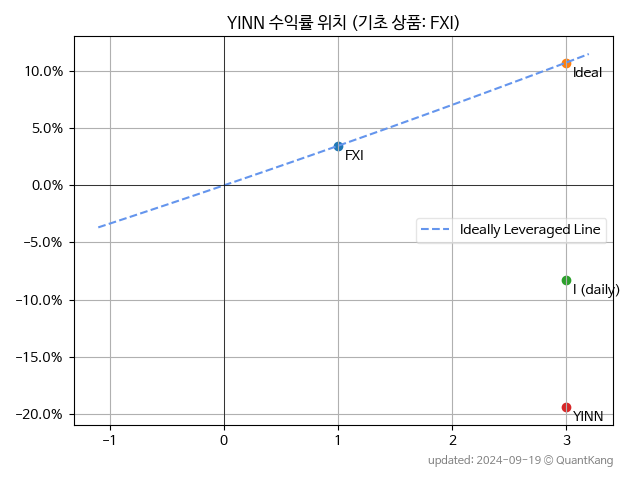 YINN 수익률 위치 (기초 상품: FXI)
10.0%
5.0%
0.0%
−5.0%
−10.0%
−15.0%
−20.0%
Ideal
FXI
Ideally Leveraged Line
I (daily)
YINN
−1
0
1
2
3
updated: 2024-09-19 © QuantKang